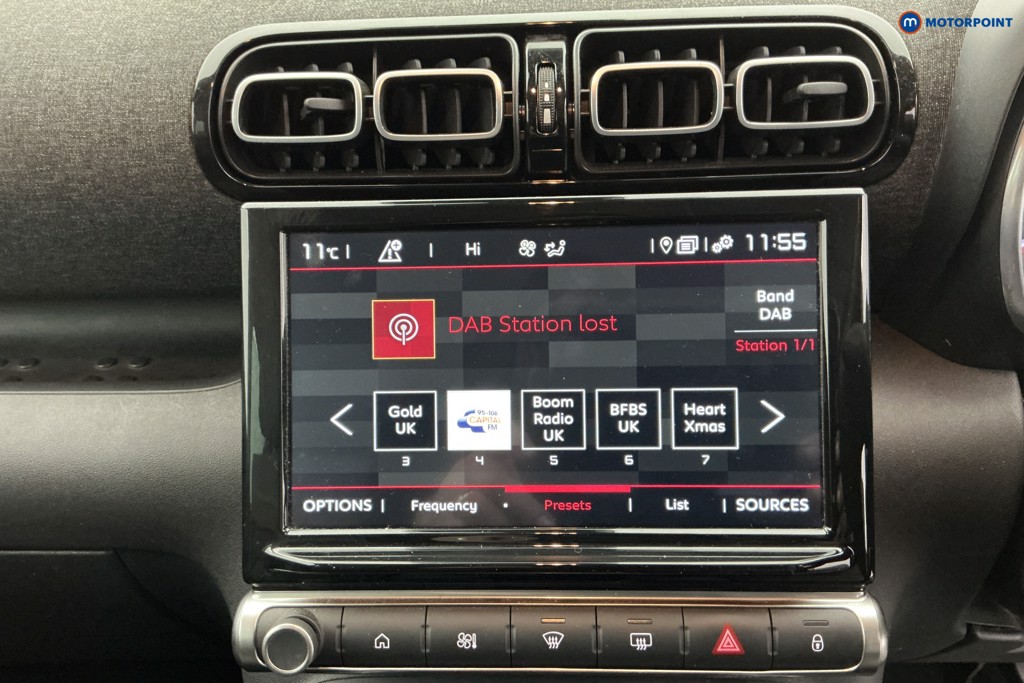 m MOTORPOINT
11°C Hi 11:55
Band
DAB
DAB Station lost
Station 1/1
Gold
UK
95-106
CAPITAL
FM
Boom
Radio
UK
BFBS
UK
Heart
Xmas
3 4 5 6 7
OPTIONS Frequency Presets List SOURCES